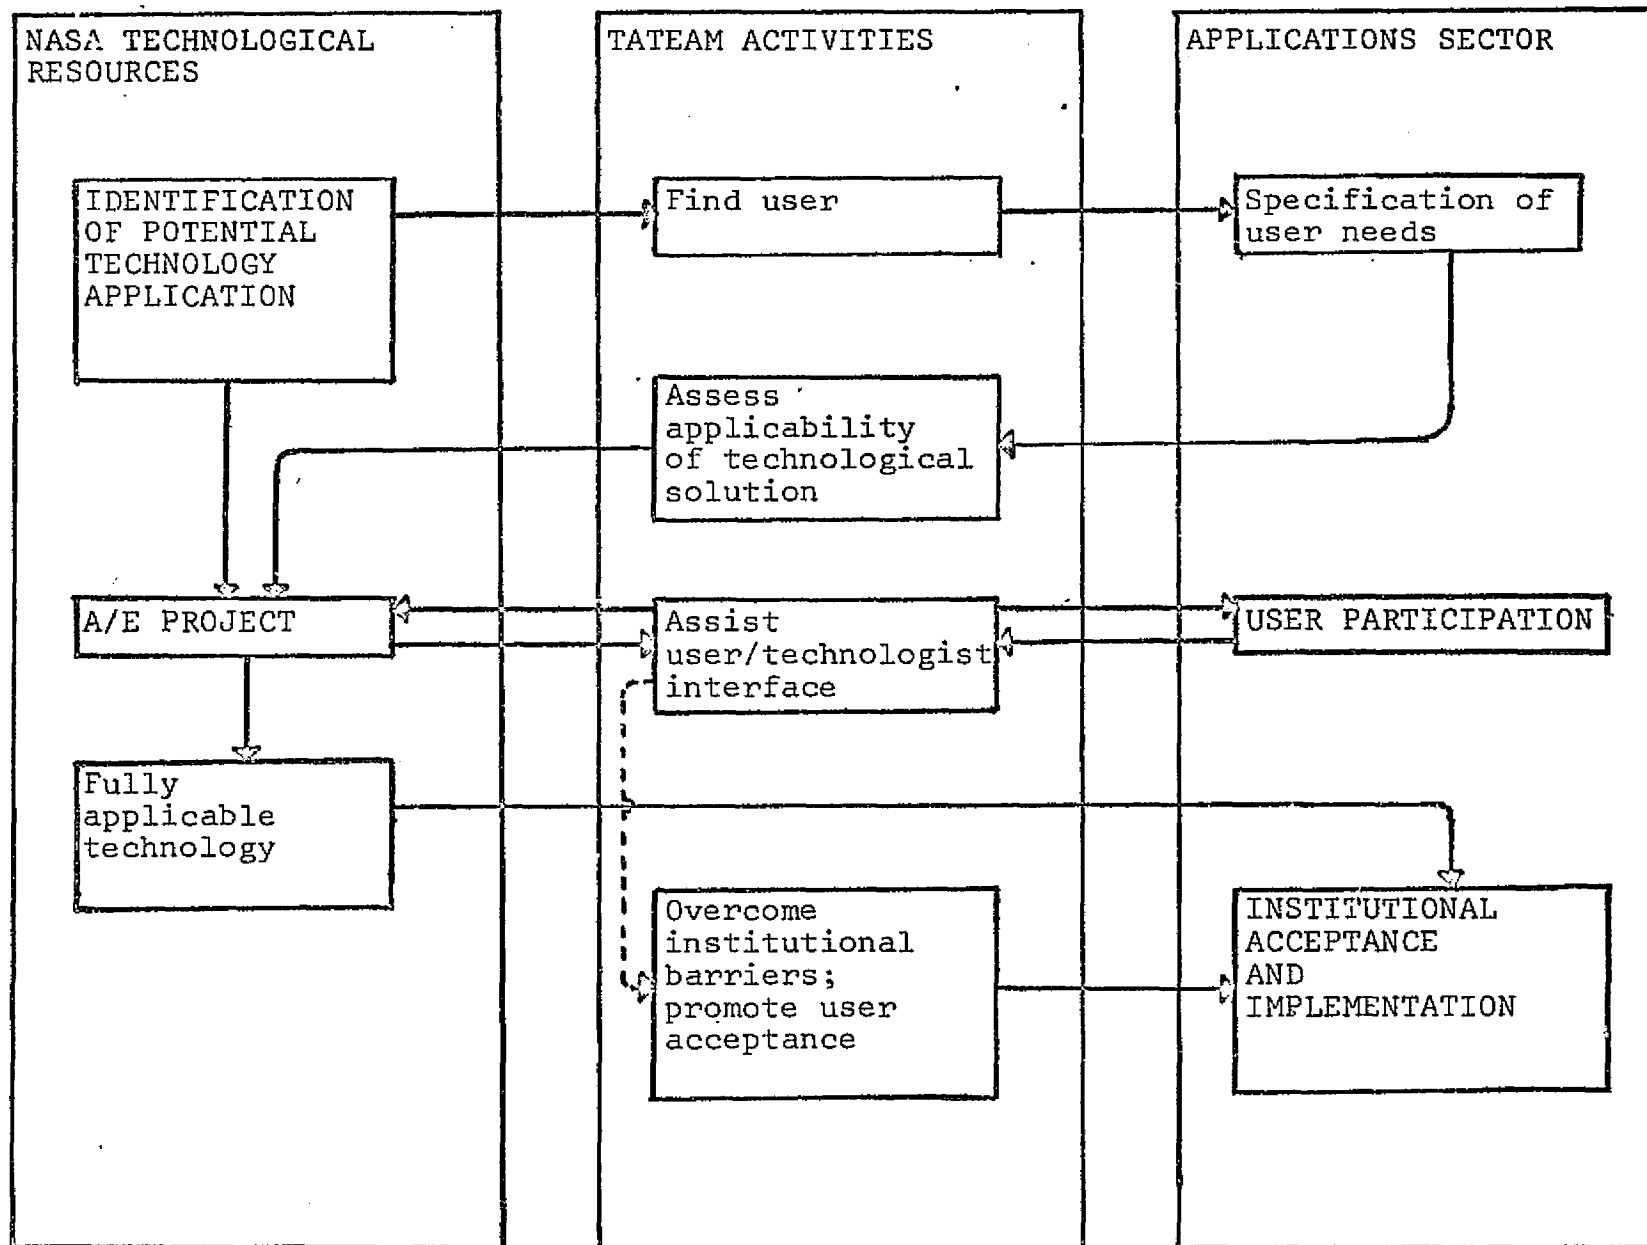 NASA TECHNOLOGICAL
RESOURCES
IDENTIFICATION
OF POTENTIAL
TECHNOLOGY
APPLICATION
A/E PROJECT
Fully
applicable
technology
TATEAM ACTIVITIES
Find user
Assess
applicability
of technological
solution
Assist
user/technologist
interface
Overcome
institutional
barriers;
promote user
acceptance
APPLICATIONS SECTOR
Specification of
user needs
USER PARTICIPATION
INSTITUTIONAL
ACCEPTANCE
AND
IMPLEMENTATION